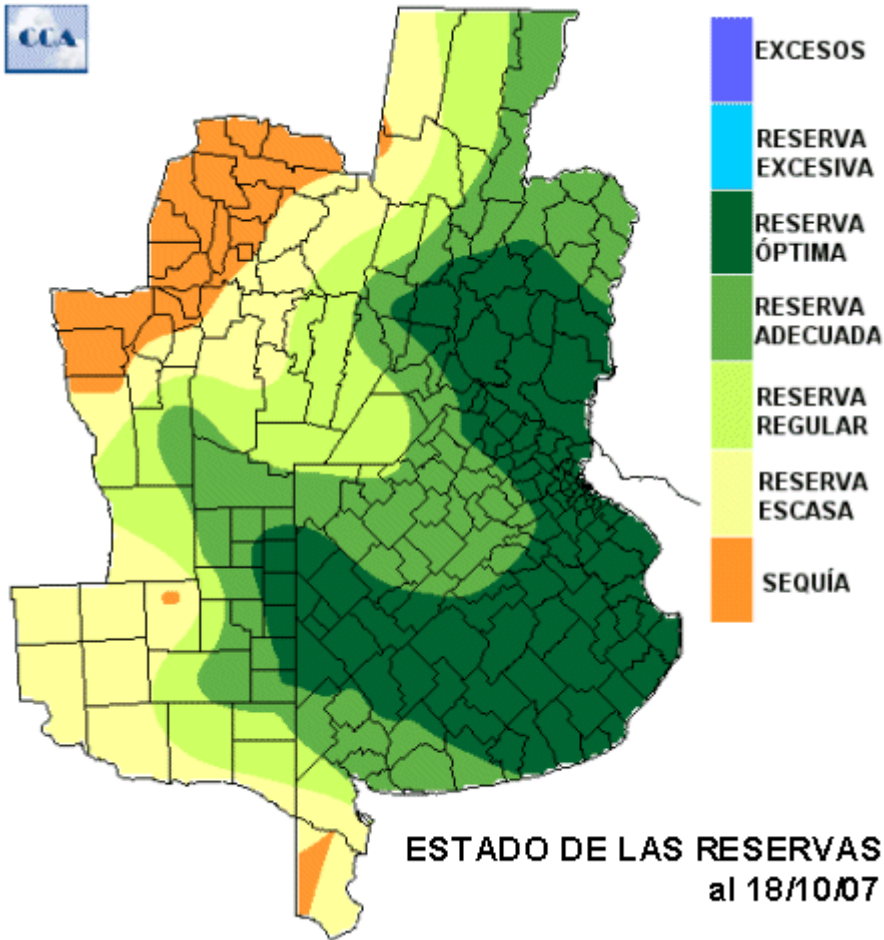 CCA
EXCESOS
RESERVA
EXCESIVA
RESERVA
ÓPTIMA
RESERVA
ADECUADA
RESERVA
REGULAR
RESERVA
ESCASA
SEQUÍA
ESTADO DE LAS RESERVAS
al 18/10/07